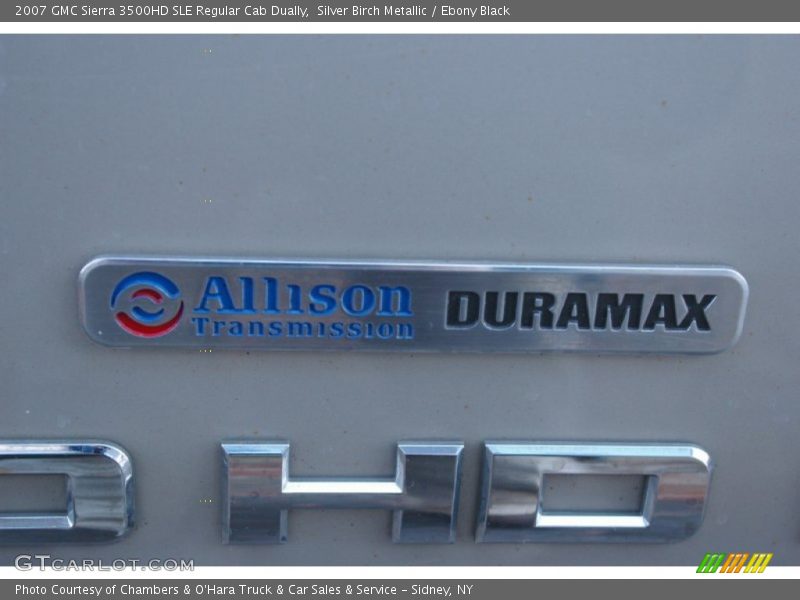 2007 GMC Sierra 3500HD SLE Regular Cab Dually,  Silver Birch Metallic / Ebony Black
Allison
Transmission
DURAMAX
0 HD
GTCARLOT.COM
Photo Courtesy of Chambers & O'Hara Truck & Car Sales & Service - Sidney, NY